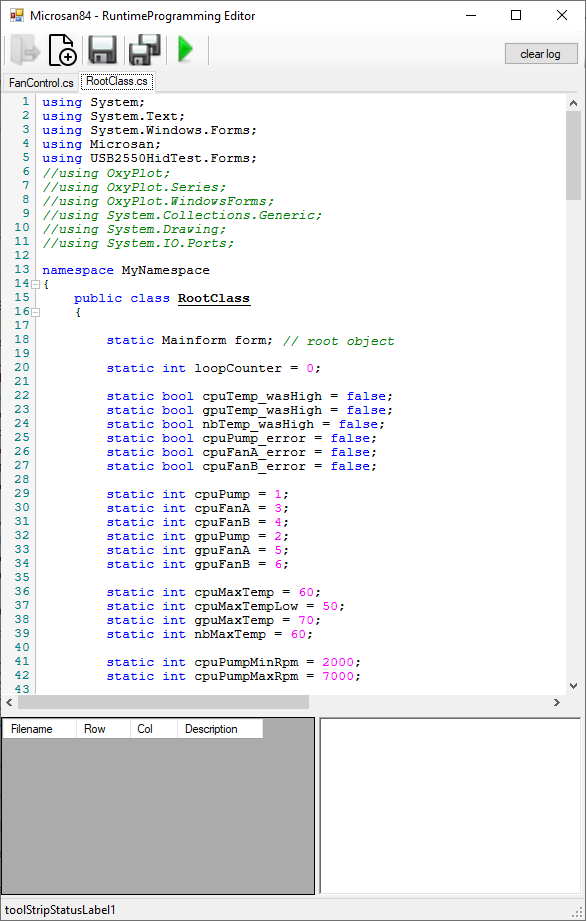 Microsan84 - RuntimeProgramming Editor
clear log
FanControl.cs RootClass.cs
1 using System;
2 using System.Text;
3 using System.Windows.Forms;
4 using Microsan;
5 using USB2550HidTest.Forms;
6 //using OxyPlot;
7 //using OxyPlot.Series;
8 //using OxyPlot.WindowsForms;
9 //using System.Collections.Generic;
10 //using System.Drawing;
11 //using System.IO.Ports;
12
13 namespace MyNamespace
14 {
15     public class RootClass
16     {
17
18         static Mainform form; // root object
19
20         static int loopCounter = 0;
21
22         static bool cpuTemp_wasHigh = false;
23         static bool gpuTemp_wasHigh = false;
24         static bool nbTemp_wasHigh = false;
25         static bool cpuPump_error = false;
26         static bool cpuFanA_error = false;
27         static bool cpuFanB_error = false;
28
29         static int cpuPump = 1;
30         static int cpuFanA = 3;
31         static int cpuFanB = 4;
32         static int gpuPump = 2;
33         static int gpuFanA = 5;
34         static int gpuFanB = 6;
35
36         static int cpuMaxTemp = 60;
37         static int cpuMaxTempLow = 50;
38         static int gpuMaxTemp = 70;
39         static int nbMaxTemp = 60;
40
41         static int cpuPumpMinRpm = 2000;
42         static int cpuPumpMaxRpm = 7000;
43
Filename Row Col Description
toolStripStatusLabel1